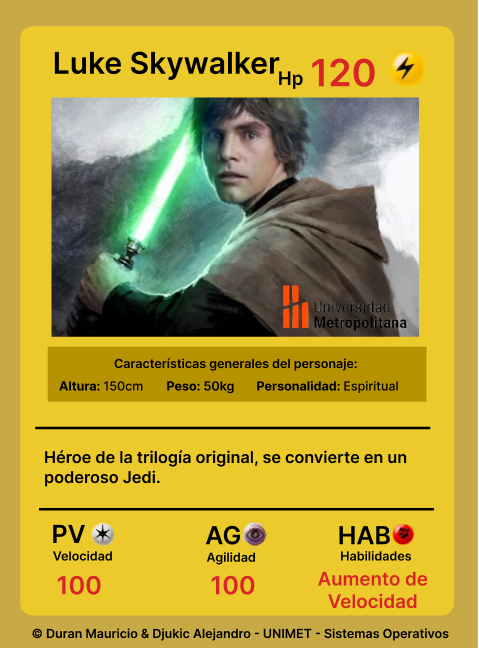 Luke Skywalker Hp 120
Universidad
Metropolitana
Características generales del personaje:
Altura: 150cm Peso: 50kg Personalidad: Espiritual
Héroe de la trilogía original, se convierte en un
poderoso Jedi.
PV AG HAB
Velocidad Agilidad Habilidades
100 100 Aumento de
Velocidad
© Duran Mauricio & Djukic Alejandro - UNIMET - Sistemas Operativos